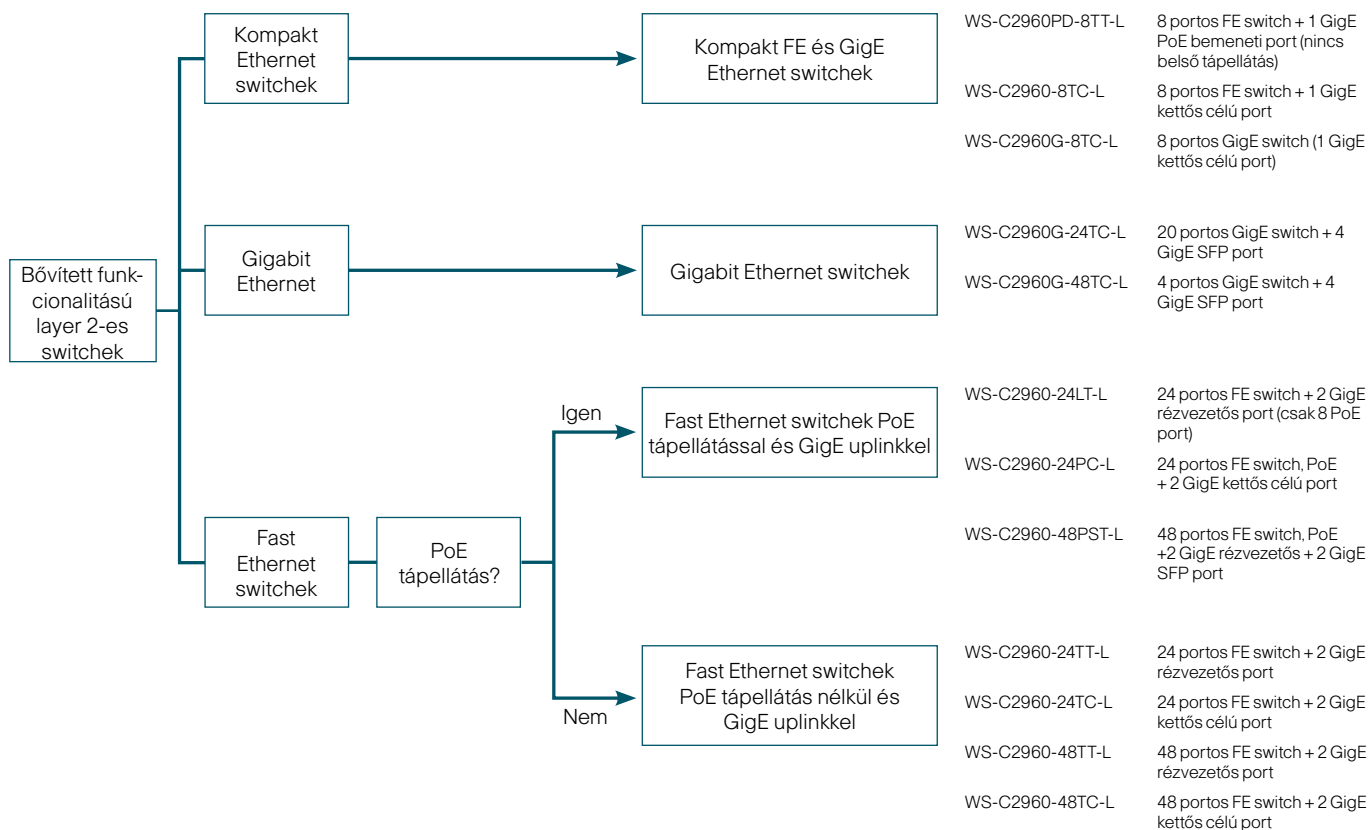 Kompakt
Ethernet
switchek
Kompakt FE és GigE
Ethernet switchek
WS-C2960PD-8TT-L
8 portos FE switch + 1 GigE
PoE bemeneti port (nincs
belső tápellátás)
WS-C2960-8TC-L
8 portos FE switch + 1 GigE
kettős célú port
WS-C2960G-8TC-L
8 portos GigE switch (1 GigE
kettős célú port)
Bővített funk-
cionalitású
layer 2-es
switchek
Gigabit
Ethernet
Gigabit Ethernet switchek
WS-C2960G-24TC-L
20 portos GigE switch + 4
GigE SFP port
WS-C2960G-48TC-L
4 portos GigE switch + 4
GigE SFP port
Fast
Ethernet
switchek
PoE
tápellátás?
Igen
Fast Ethernet switchek PoE
tápellátással és GigE uplinkkel
WS-C2960-24LT-L
24 portos FE switch + 2 GigE
rézvezetős port (csak 8 PoE
port)
WS-C2960-24PC-L
24 portos FE switch, PoE
+ 2 GigE kettős célú port
WS-C2960-48PST-L
48 portos FE switch, PoE
+2 GigE rézvezetős + 2 GigE
SFP port
Nem
Fast Ethernet switchek
PoE tápellátás nélkül és
GigE uplinkkel
WS-C2960-24TT-L
24 portos FE switch + 2 GigE
rézvezetős port
WS-C2960-24TC-L
24 portos FE switch + 2 GigE
kettős célú port
WS-C2960-48TT-L
48 portos FE switch + 2 GigE
rézvezetős port
WS-C2960-48TC-L
48 portos FE switch + 2 GigE
kettős célú port